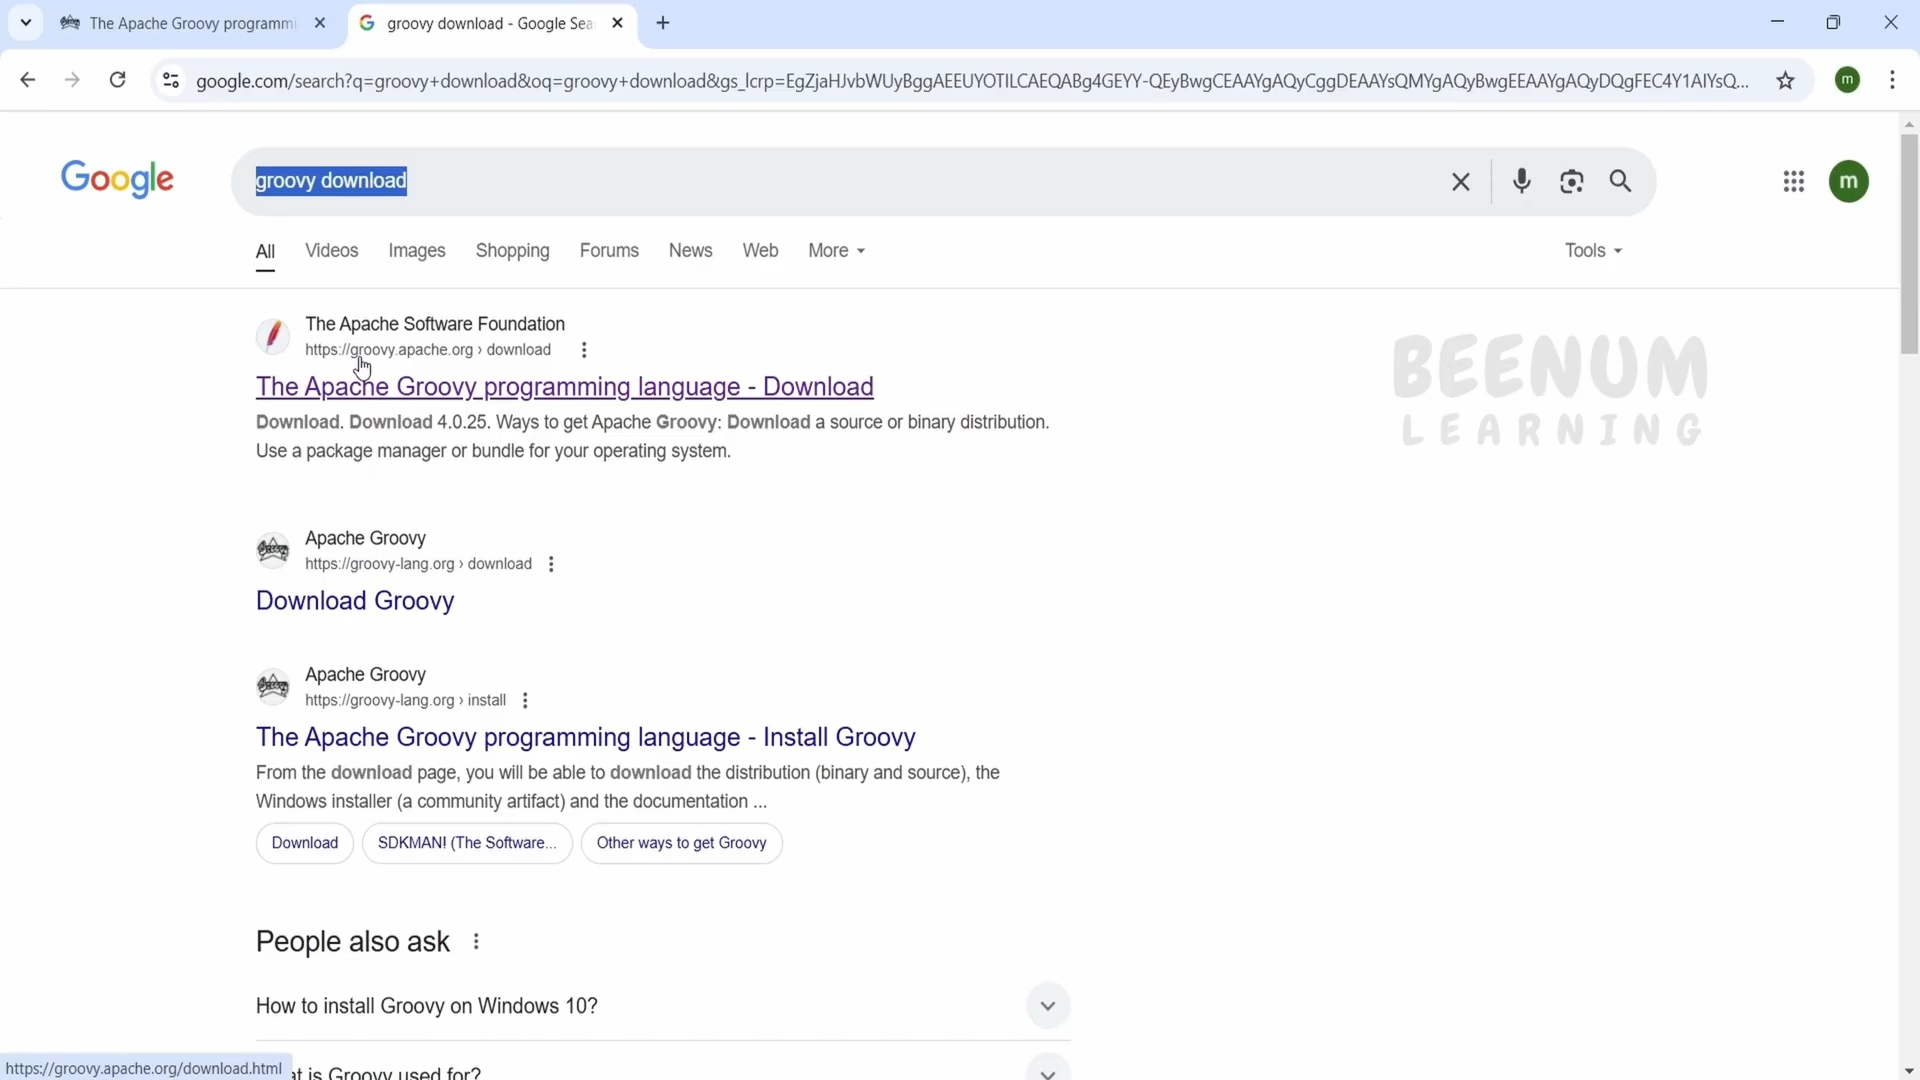 The Apache Groovy programmi
groovy download - Google Sea
google.com/search?q=groovy+download&oq=groovy+download&gs_lcrp=EgZjaHJvbWUyBggAEEUYOTILCAEQABg4GEYY-QEyBwgCEAAYgAQyCggDEAAYsQMYgAQyBwgEEAAYgAQyDQgFEC4Y1AIYsQ...
m
Google
groovy download
m
All
Videos
Images
Shopping
Forums
News
Web
More
Tools
The Apache Software Foundation
https://groovy.apache.org › download
The Apache Groovy programming language - Download
Download. Download 4.0.25. Ways to get Apache Groovy: Download a source or binary distribution.
Use a package manager or bundle for your operating system.
BEENUM
LEARNING
Apache Groovy
https://groovy-lang.org › download
Download Groovy
Apache Groovy
https://groovy-lang.org › install
The Apache Groovy programming language - Install Groovy
From the download page, you will be able to download the distribution (binary and source), the
Windows installer (a community artifact) and the documentation ...
Download
SDKMAN! (The Software...
Other ways to get Groovy
People also ask
How to install Groovy on Windows 10?
https://groovy.apache.org/download.html
at is Groovy used for?